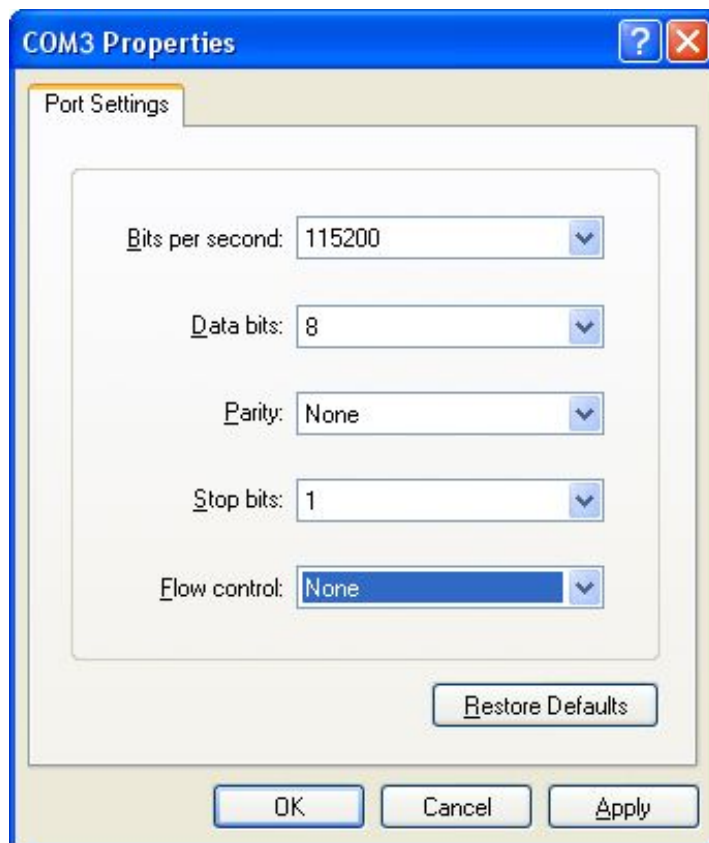 COM3 Properties
Port Settings
Bits per second: 115200
Data bits: 8
Parity: None
Stop bits: 1
Flow control: None
Restore Defaults
OK Cancel Apply